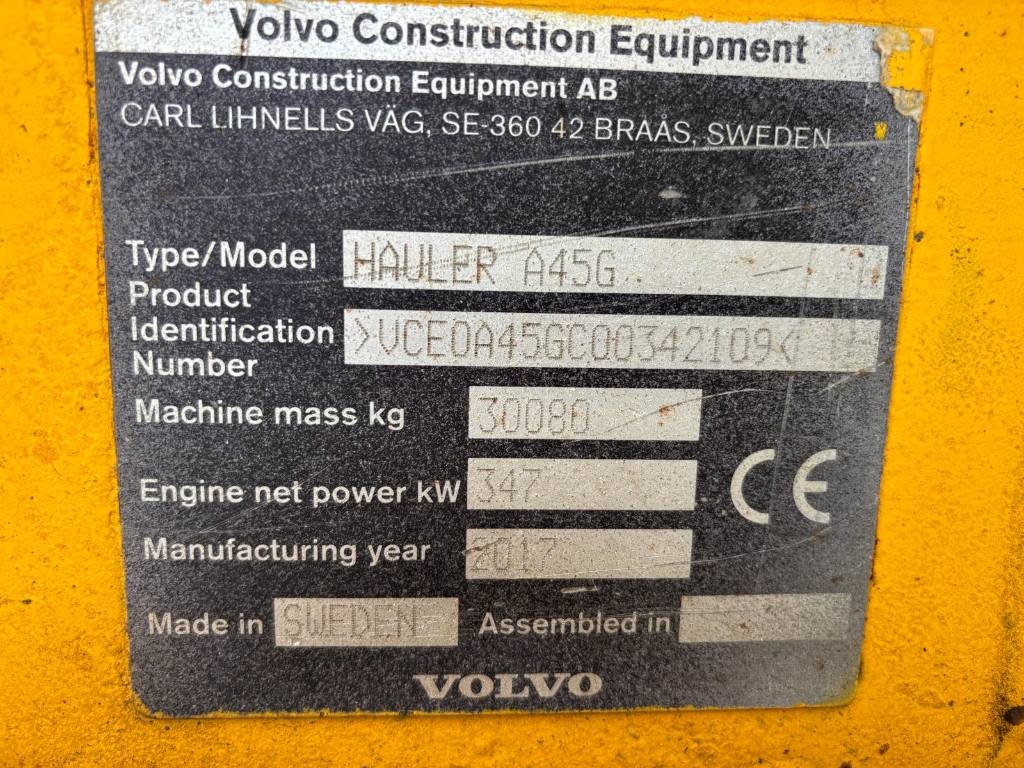 Volvo Construction Equipment
Volvo Construction Equipment AB
CARL LIHNELLS VÄG, SE-360 42 BRAÅS, SWEDEN
Type/Model HAULER A45G
Product
Identification
Number >VCE0A45GC00342109<
Machine mass kg 30080
Engine net power kW 347
CE
Manufacturing year 2017
Made in SWEDEN Assembled in
VOLVO